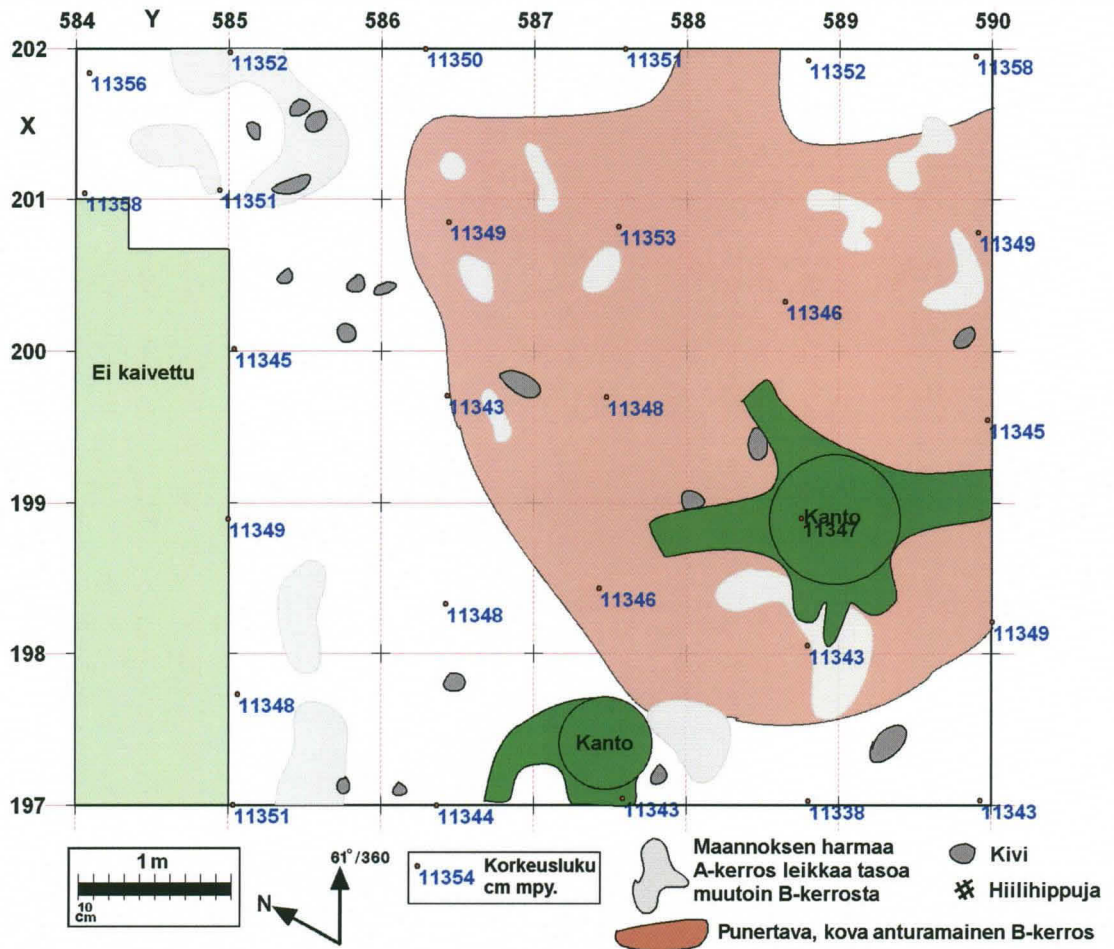 584 Y 585 586 587 588 589 590
202
11352 11350 11351 11352 11358
11356
X
201
11358 11351
11349 11353 11349
11346
200
11345
Ei kaivettu
11343 11348 11345
199
Kanto
11347
11349
11346
11348
11349
198
11343
11348
Kanto
197
11351 11344 11343 11338 11343
1 m
10
cm
N
61°/360
11354 Korkeusluku
cm mpy.
Maannoksen harmaa
A-kerros leikkaa tasoa
muutoin B-kerrosta
Kivi
Hiilihippuja
Punertava, kova anturamainen B-kerros